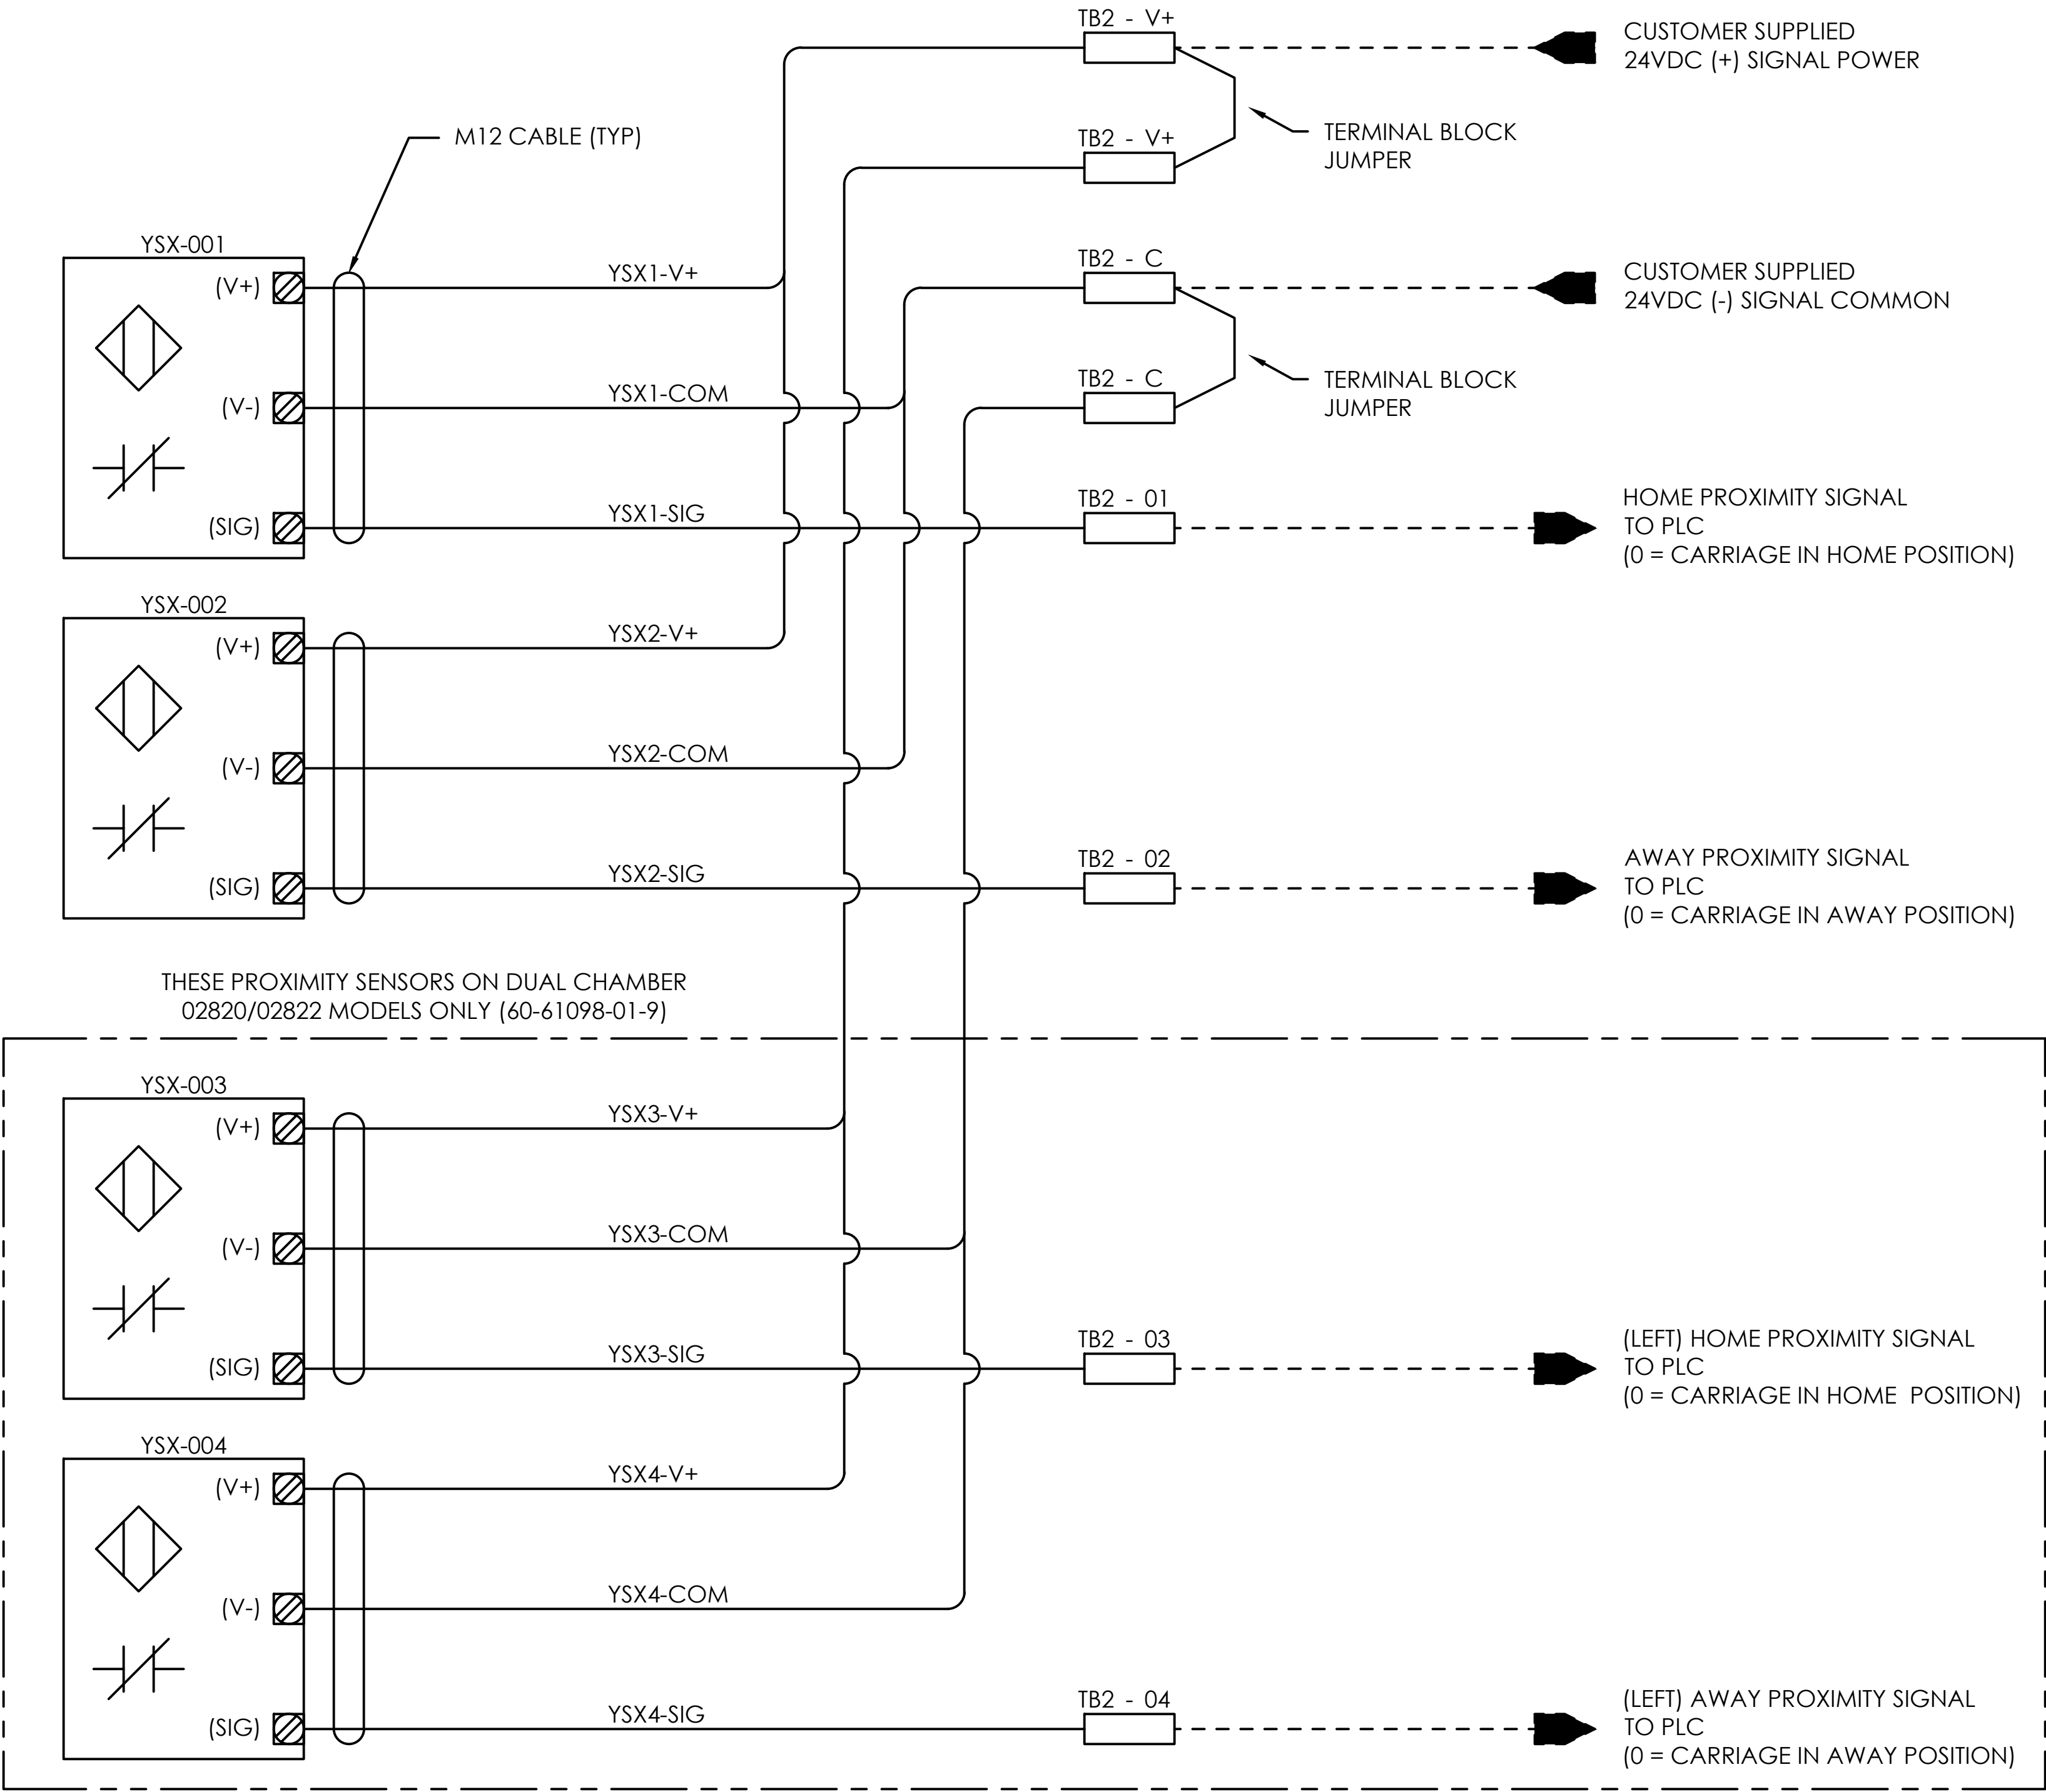 TB2 - V+
CUSTOMER SUPPLIED
24VDC (+) SIGNAL POWER
M12 CABLE (TYP)
TB2 - V+
TERMINAL BLOCK
JUMPER
YSX-001
(V+)
YSX1-V+
TB2 - C
CUSTOMER SUPPLIED
24VDC (-) SIGNAL COMMON
(V-)
YSX1-COM
TB2 - C
TERMINAL BLOCK
JUMPER
(SIG)
YSX1-SIG
TB2 - 01
HOME PROXIMITY SIGNAL
TO PLC
(0 = CARRIAGE IN HOME POSITION)
YSX-002
(V+)
YSX2-V+
(V-)
YSX2-COM
(SIG)
YSX2-SIG
TB2 - 02
AWAY PROXIMITY SIGNAL
TO PLC
(0 = CARRIAGE IN AWAY POSITION)
THESE PROXIMITY SENSORS ON DUAL CHAMBER
02820/02822 MODELS ONLY (60-61098-01-9)
YSX-003
(V+)
YSX3-V+
(V-)
YSX3-COM
(SIG)
YSX3-SIG
TB2 - 03
(LEFT) HOME PROXIMITY SIGNAL
TO PLC
(0 = CARRIAGE IN HOME  POSITION)
YSX-004
(V+)
YSX4-V+
(V-)
YSX4-COM
(SIG)
YSX4-SIG
TB2 - 04
(LEFT) AWAY PROXIMITY SIGNAL
TO PLC
(0 = CARRIAGE IN AWAY POSITION)